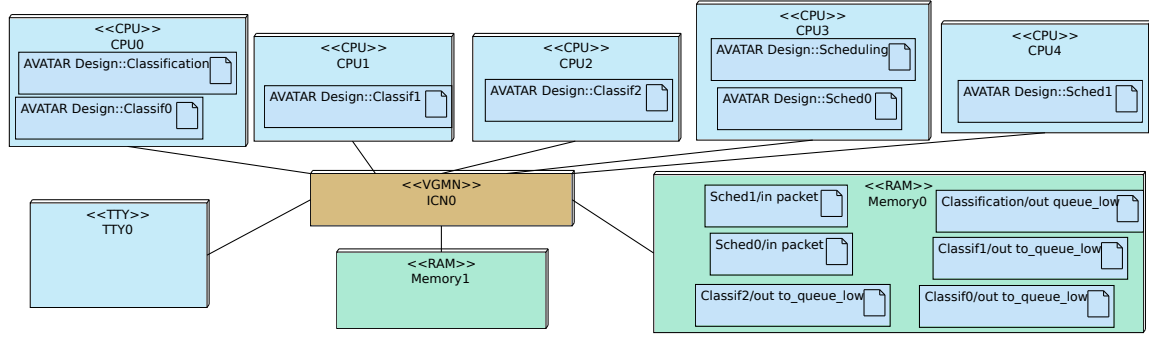 <<CPU>>
CPU0
AVATAR Design::Classification
AVATAR Design::Classif0
<<CPU>>
CPU1
AVATAR Design::Classif1
<<CPU>>
CPU2
AVATAR Design::Classif2
<<CPU>>
CPU3
AVATAR Design::Scheduling
AVATAR Design::Sched0
<<CPU>>
CPU4
AVATAR Design::Sched1
<<VGMN>>
ICN0
<<TTY>>
TTY0
<<RAM>>
Memory1
<<RAM>>
Memory0
Sched1/in packet
Classification/out queue_low
Sched0/in packet
Classif1/out to_queue_low
Classif2/out to_queue_low
Classif0/out to_queue_low